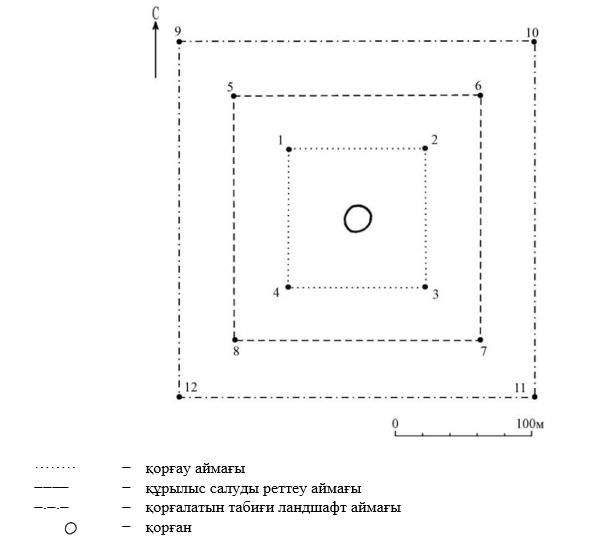 С
9 10
5 6
1 2
4 3
8 7
12 11
0 100м
– қорғау аймағы
– құрылыс салуды реттеу аймағы
– қорғалатын табиғи ландшафт аймағы
– қорған